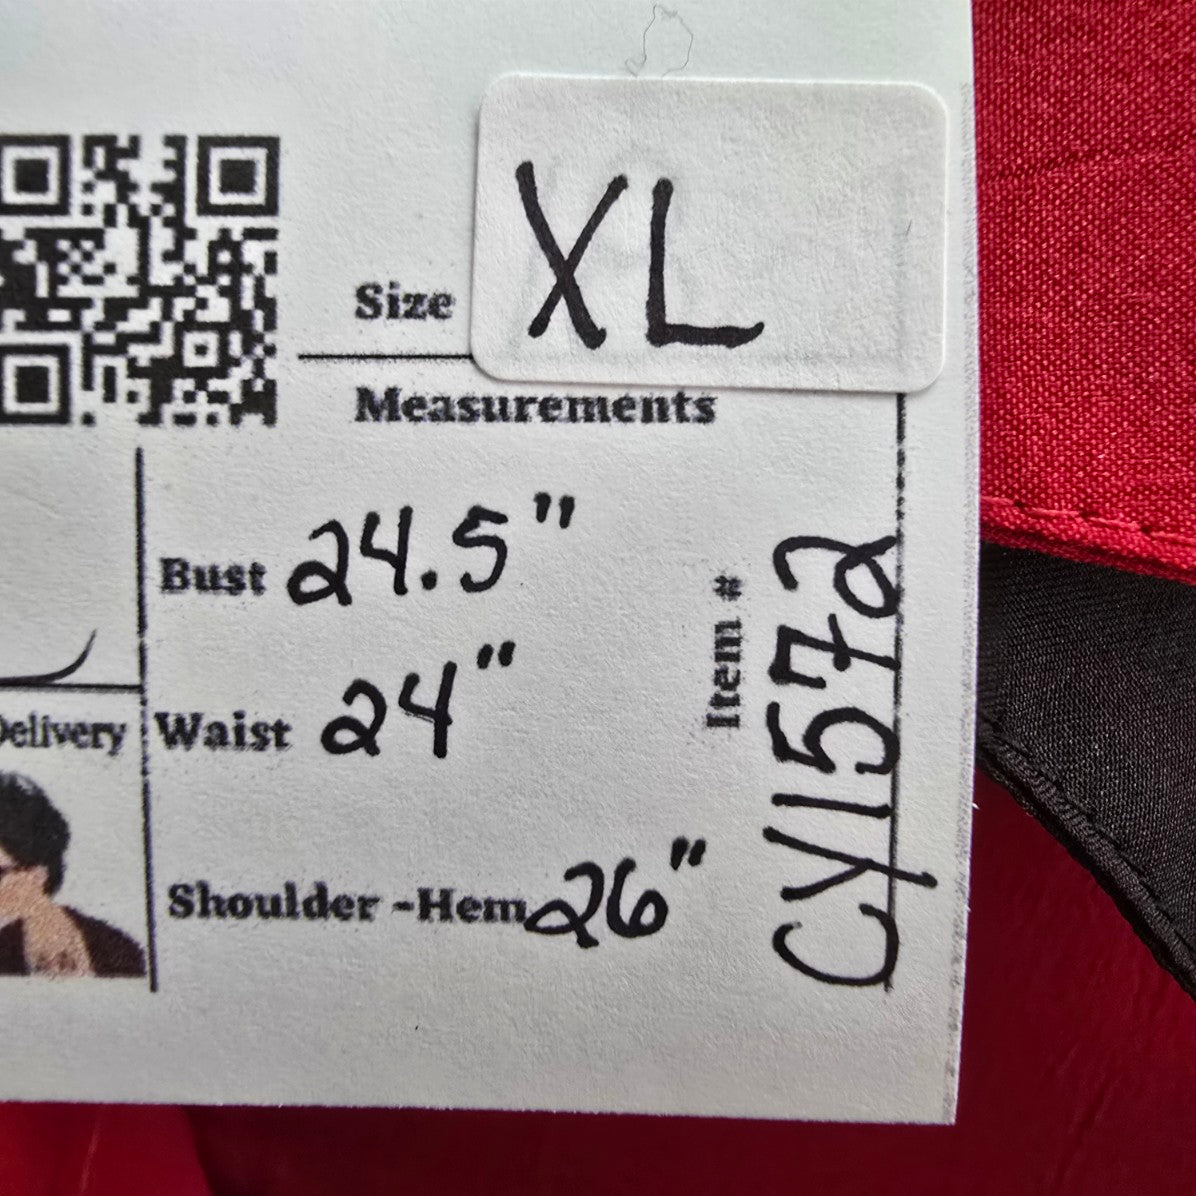 Size XL
Measurements
Bust 24.5"
Waist 24"
Shoulder -Hem 26"
Item # CY1572
Delivery